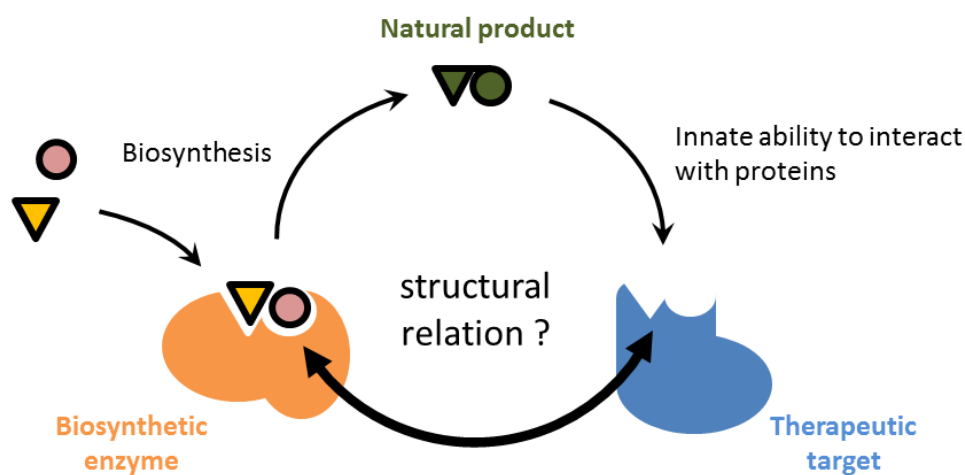 Natural product
Biosynthesis
Innate ability to interact
with proteins
structural
relation ?
Biosynthetic
enzyme
Therapeutic
target